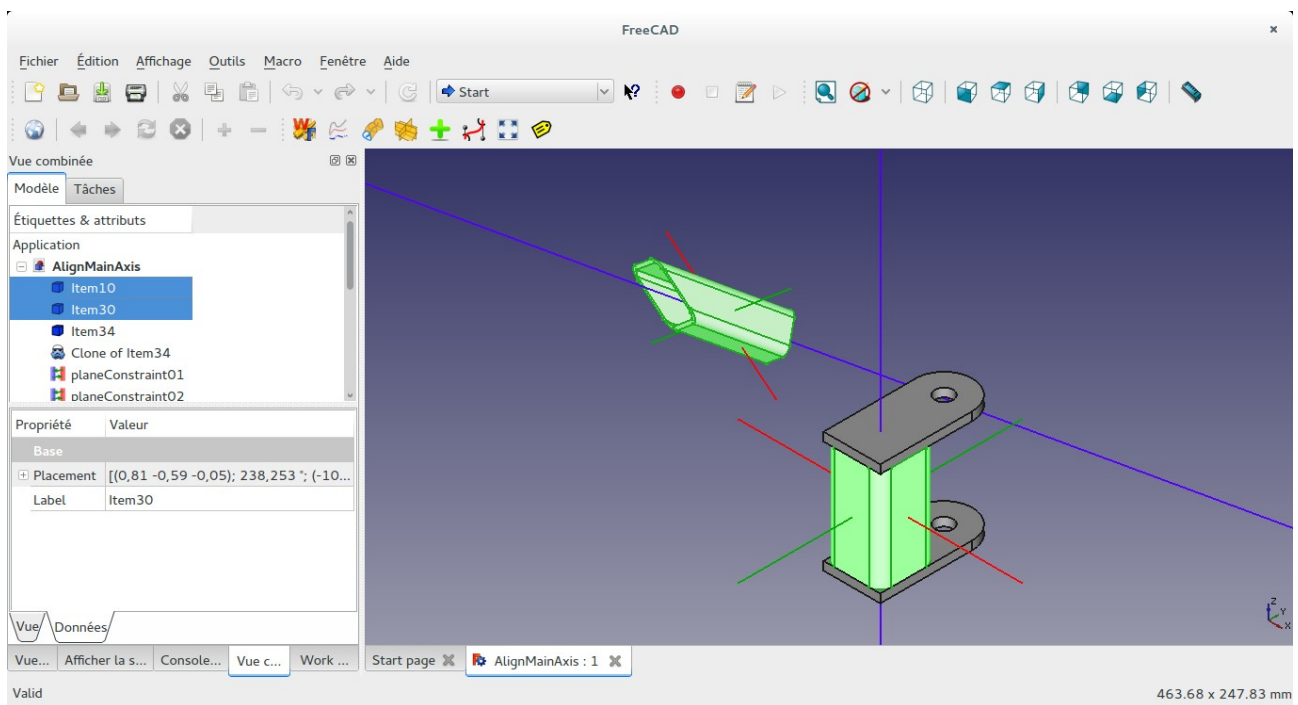 FreeCAD
Fichier Édition Affichage Outils Macro Fenêtre Aide
Start
Vue combinée
Modèle Tâches
Étiquettes & attributs
Application
AlignMainAxis
Item10
Item30
Item34
Clone of Item34
planeConstraint01
planeConstraint02
Propriété Valeur
Base
Placement [(0,81 -0,59 -0,05); 238,253 °; (-10...
Label Item30
Vue Données
Vue... Afficher la s... Console... Vue c... Work ...
Start page AlignMainAxis : 1
Z
Y
X
Valid 463.68 x 247.83 mm